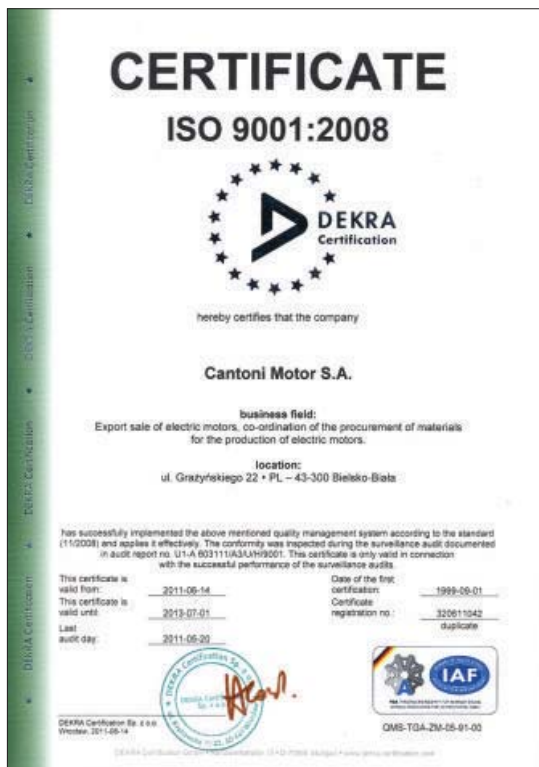 CERTIFICATE
ISO 9001:2008
DEKRA
Certification
hereby certifies that the company
Cantoni Motor S.A.
business field:
Export sale of electric motors, co-ordination of the procurement of materials
for the production of electric motors.
location:
ul. Grażyńskiego 22 • PL – 43-300 Bielsko-Biała
has successfully implemented the above mentioned quality management system according to the standard
(11/2008) and applies it effectively. The conformity was inspected during the surveillance audit documented
in audit report no. U1-A 603111/A3/U/H/9001. This certificate is only valid in connection
with the successful performance of the surveillance audits.
This certificate is
valid from: 2011-06-14
This certificate is
valid until: 2013-07-01
Last
audit day: 2011-05-20
Date of the first
certification: 1999-09-01
Certificate
registration no.: 320611042
duplicate
DEKRA Certification Sp. z o.o.
Wrocław, 2011-06-14
IAF
QMS-TGA-ZM-05-91-00
DEKRA Certification
DEKRA Certification
DEKRA Certification
DEKRA Certification
DEKRA Certification